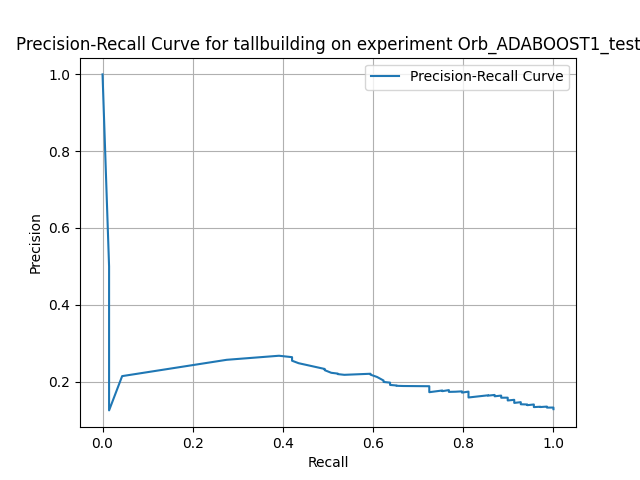 Precision-Recall Curve for tallbuilding on experiment Orb_ADABOOST1_test
Precision-Recall Curve
1.0
0.8
0.6
0.4
0.2
Precision
0.0 0.2 0.4 0.6 0.8 1.0
Recall